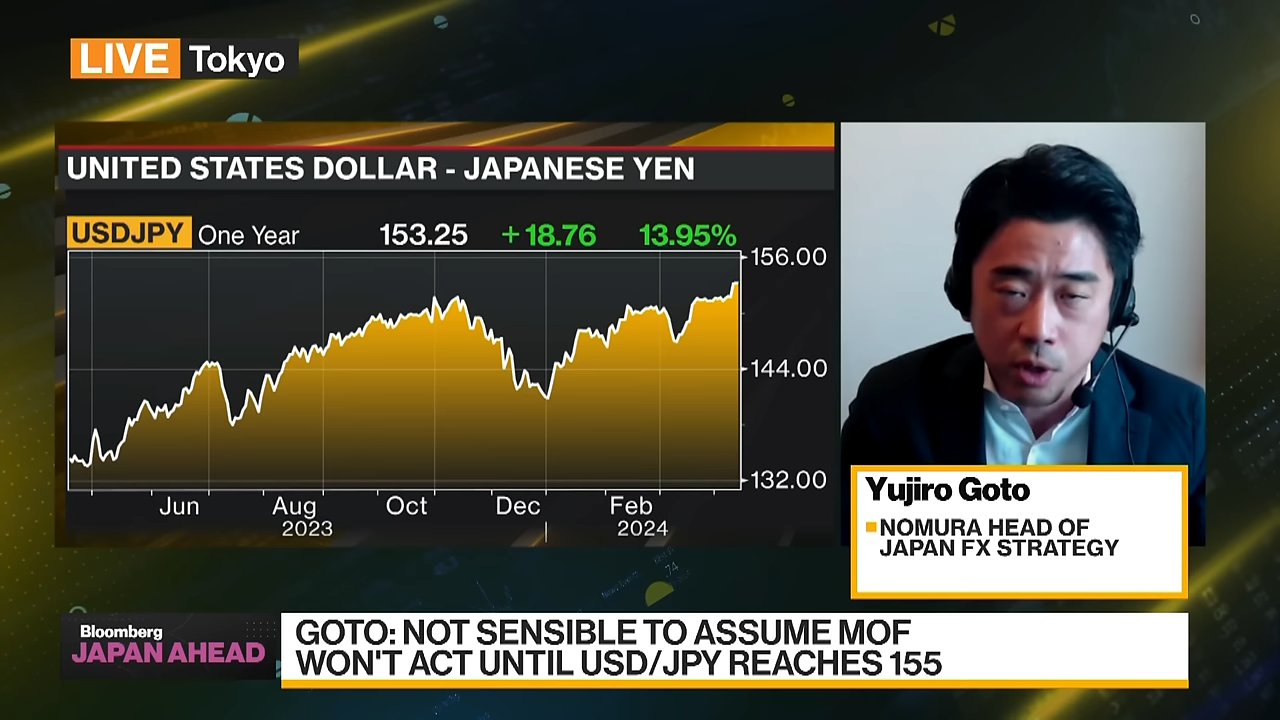 LIVE Tokyo
UNITED STATES DOLLAR - JAPANESE YEN
USDJPY One Year 153.25 +18.76 13.95%
156.00
144.00
132.00
Jun Aug Oct Dec Feb
2023 2024
Yujiro Goto
NOMURA HEAD OF
JAPAN FX STRATEGY
Bloomberg
JAPAN AHEAD
GOTO: NOT SENSIBLE TO ASSUME MOF
WON'T ACT UNTIL USD/JPY REACHES 155